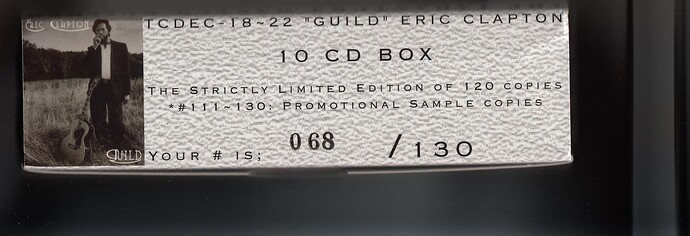 ERIC CLAPTON
GUILD
TCDEC-18~22 "GUILD" ERIC CLAPTON
10 CD BOX
THE STRICTLY LIMITED EDITION OF 120 COPIES
*#111~130: PROMOTIONAL SAMPLE COPIES
YOUR # IS; 068 /130